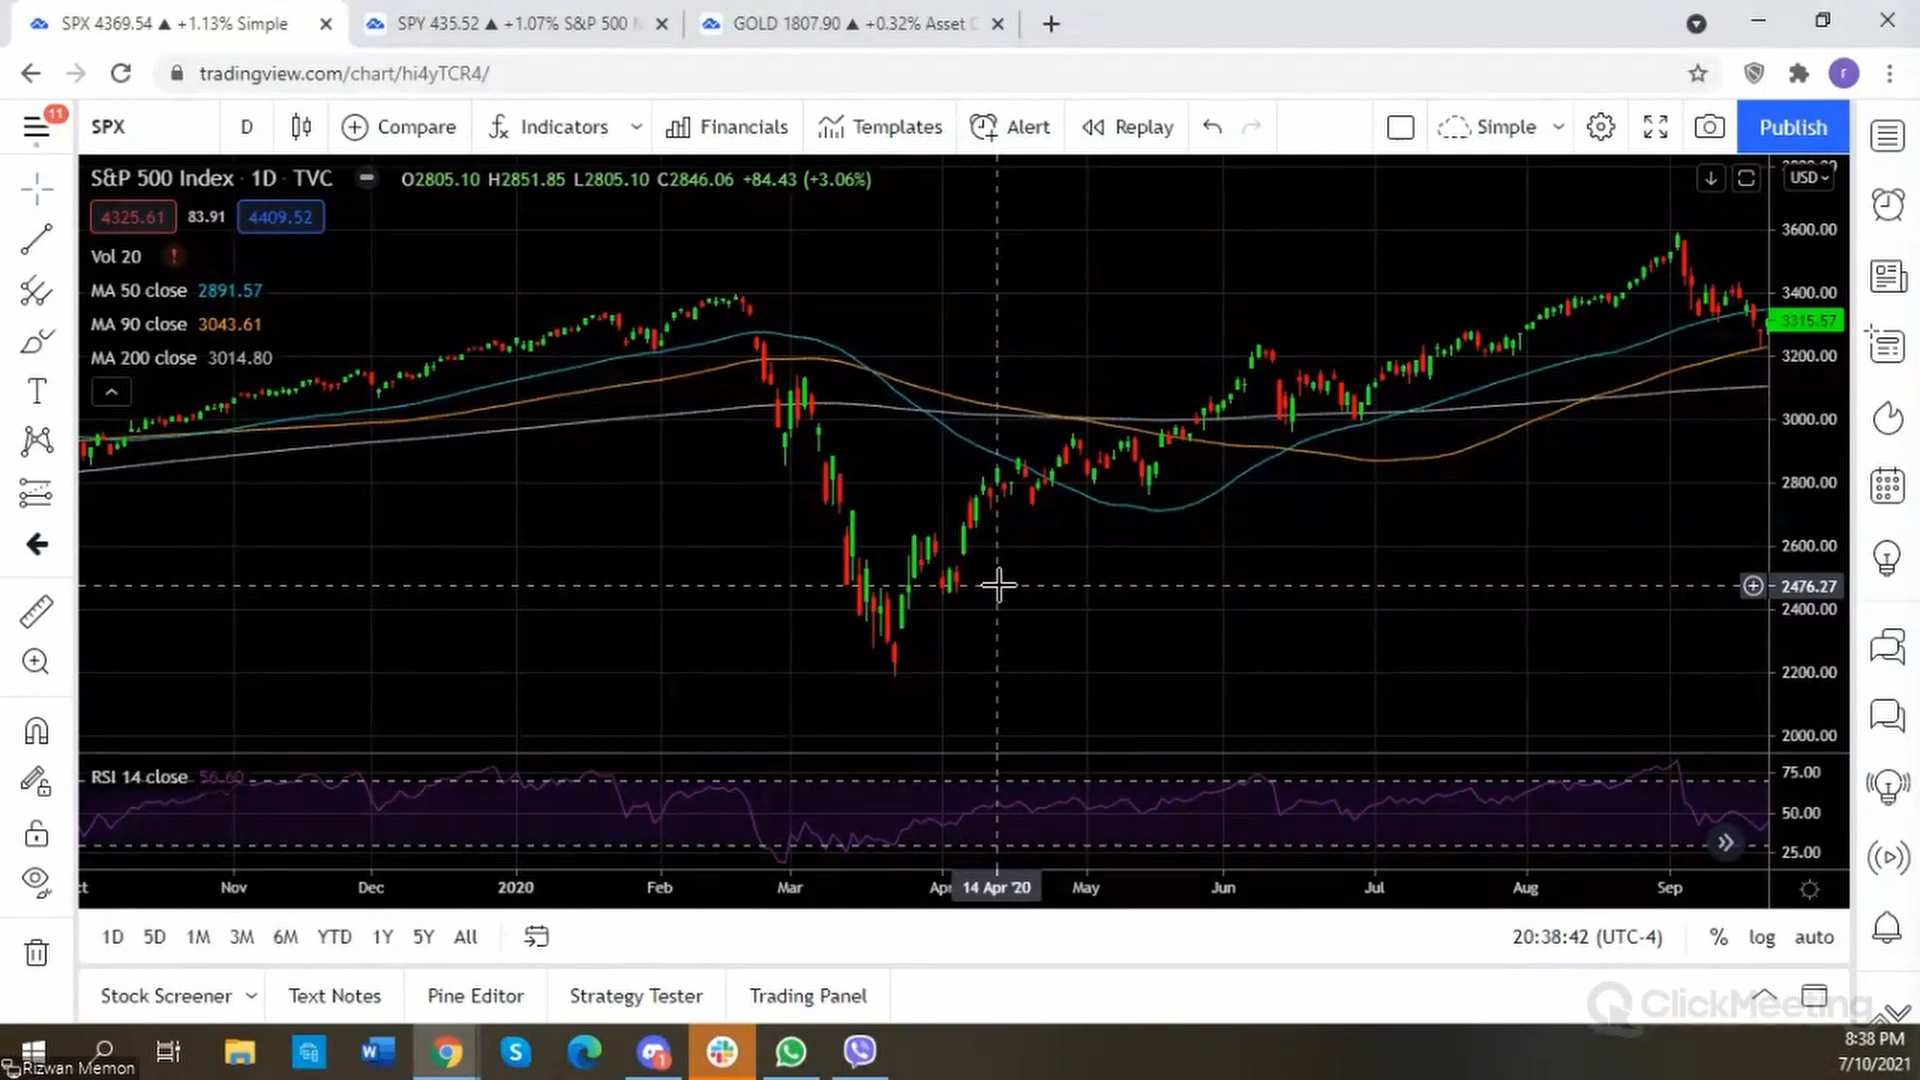 SPX 4369.54 ▲ +1.13% Simple
SPY 435.52 ▲ +1.07% S&P 500
GOLD 1807.90 ▲ +0.32% Asset
tradingview.com/chart/hi4yTCR4/
r
11
SPX
D
Compare
Indicators
Financials
Templates
Alert
Replay
Simple
Publish
S&P 500 Index · 1D · TVC
O2805.10 H2851.85 L2805.10 C2846.06 +84.43 (+3.06%)
USD
4325.61 83.91 4409.52
Vol 20 !
MA 50 close 2891.57
MA 90 close 3043.61
MA 200 close 3014.80
3600.00
3400.00
3315.57
3200.00
3000.00
2800.00
2600.00
2476.27
2400.00
2200.00
2000.00
RSI 14 close 56.60
75.00
50.00
25.00
Nov Dec 2020 Feb Mar Apr 14 Apr '20 May Jun Jul Aug Sep
1D 5D 1M 3M 6M YTD 1Y 5Y All
20:38:42 (UTC-4) % log auto
Stock Screener Text Notes Pine Editor Strategy Tester Trading Panel
ClickMeeting
Rizwan Memon
1
8:38 PM
7/10/2021